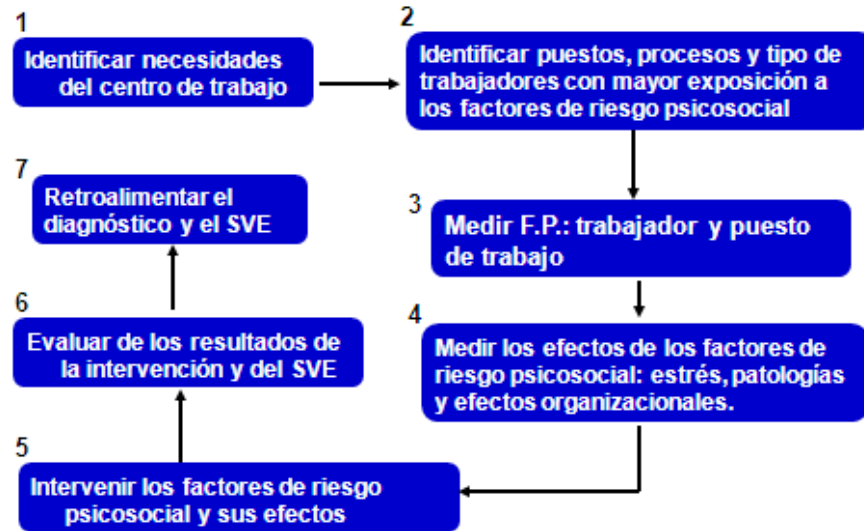 1
Identificar necesidades
del centro de trabajo
2
Identificar puestos, procesos y tipo de
trabajadores con mayor exposición a
los factores de riesgo psicosocial
3
Medir F.P.: trabajador y puesto
de trabajo
4
Medir los efectos de los factores de
riesgo psicosocial: estrés, patologías
y efectos organizacionales.
5
Intervenir los factores de riesgo
psicosocial y sus efectos
6
Evaluar de los resultados de
la intervención y del SVE
7
Retroalimentar el
diagnóstico y el SVE